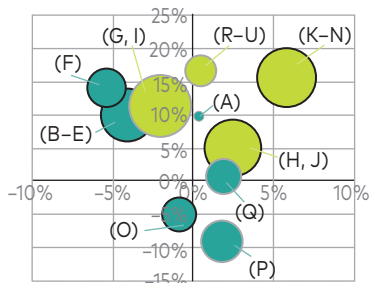 25%
20%
(G, I)
(R–U)
(K–N)
(F)
15%
(A)
10%
(B–E)
5%
(H, J)
0%
−10%
−5%
0%
5%
10%
−5%
(O)
(Q)
−10%
(P)
−15%